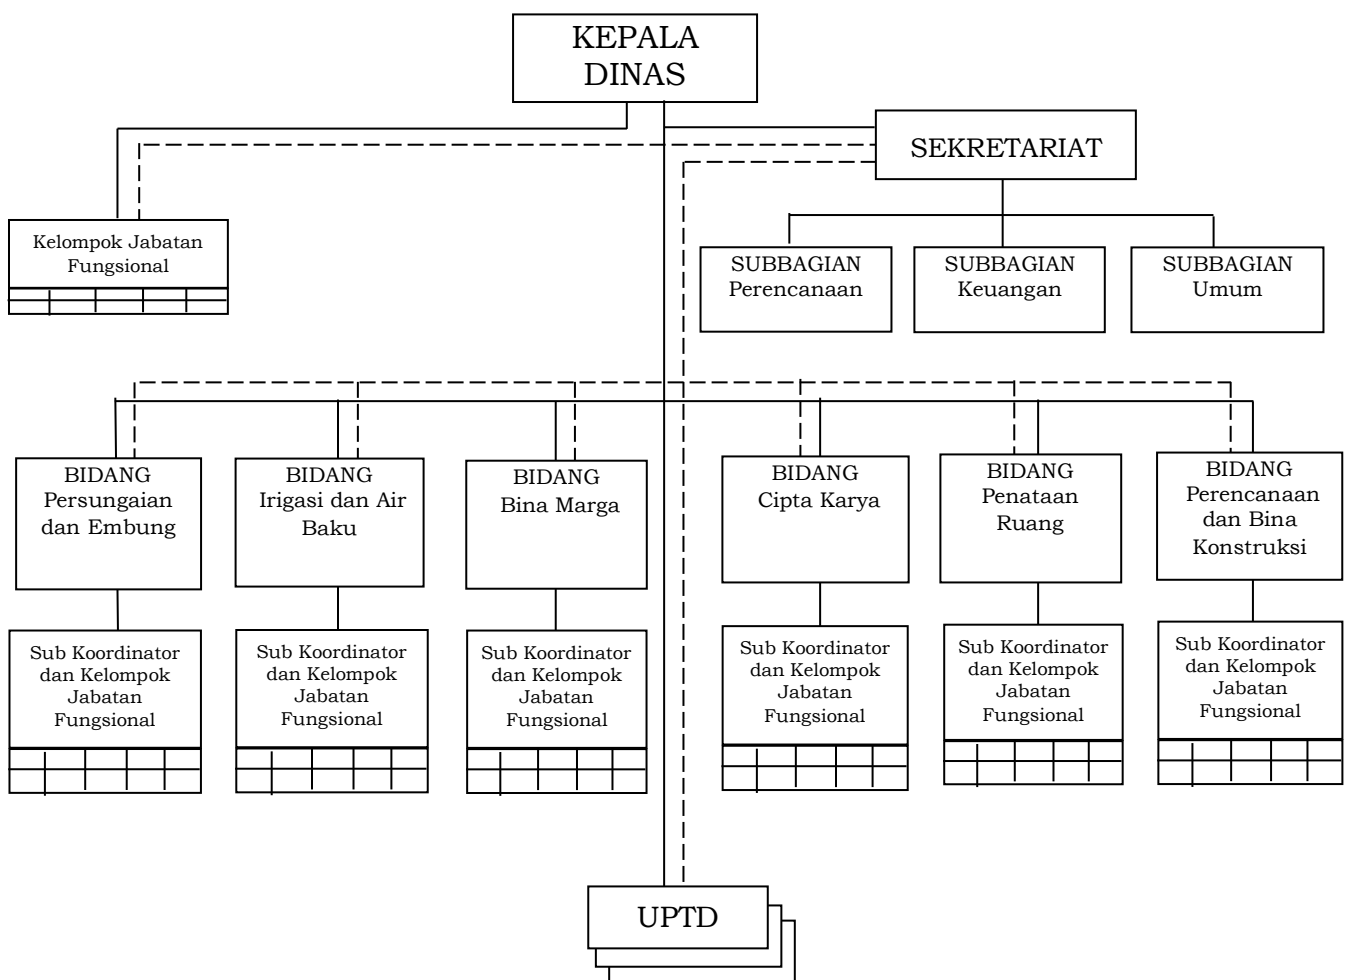 KEPALA
DINAS
SEKRETARIAT
Kelompok Jabatan
Fungsional
SUBBAGIAN
Perencanaan
SUBBAGIAN
Keuangan
SUBBAGIAN
Umum
BIDANG
Persungaian
dan Embung
BIDANG
Irigasi dan Air
Baku
BIDANG
Bina Marga
BIDANG
Cipta Karya
BIDANG
Penataan
Ruang
BIDANG
Perencanaan
dan Bina
Konstruksi
Sub Koordinator
dan Kelompok
Jabatan
Fungsional
Sub Koordinator
dan Kelompok
Jabatan
Fungsional
Sub Koordinator
dan Kelompok
Jabatan
Fungsional
Sub Koordinator
dan Kelompok
Jabatan
Fungsional
Sub Koordinator
dan Kelompok
Jabatan
Fungsional
Sub Koordinator
dan Kelompok
Jabatan
Fungsional
UPTD